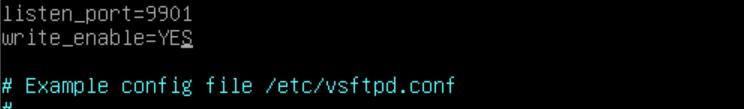 listen_port=9901
write_enable=YES
# Example config file /etc/vsftpd.conf
#